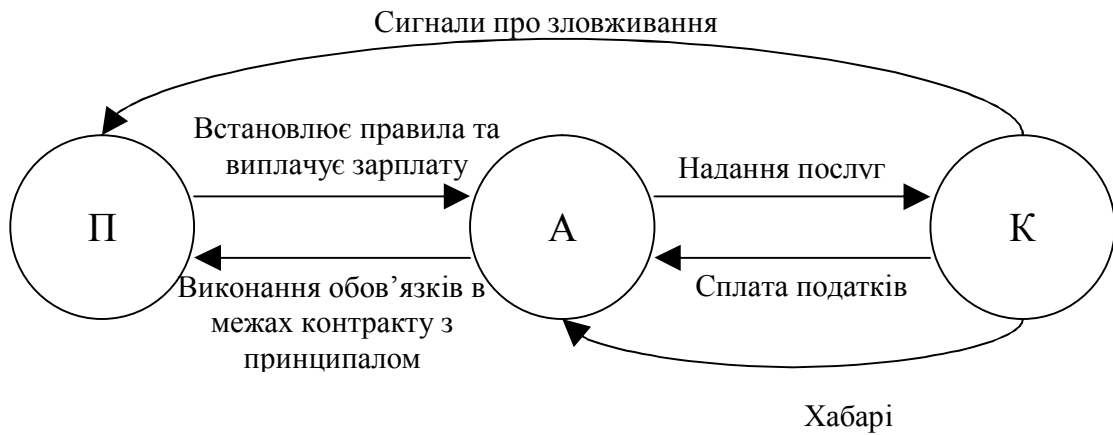 Сигнали про зловживання
Встановлює правила та
виплачує зарплату
Надання послуг
П
А
К
Виконання обов’язків в
межах контракту з
принципалом
Сплата податків
Хабарі